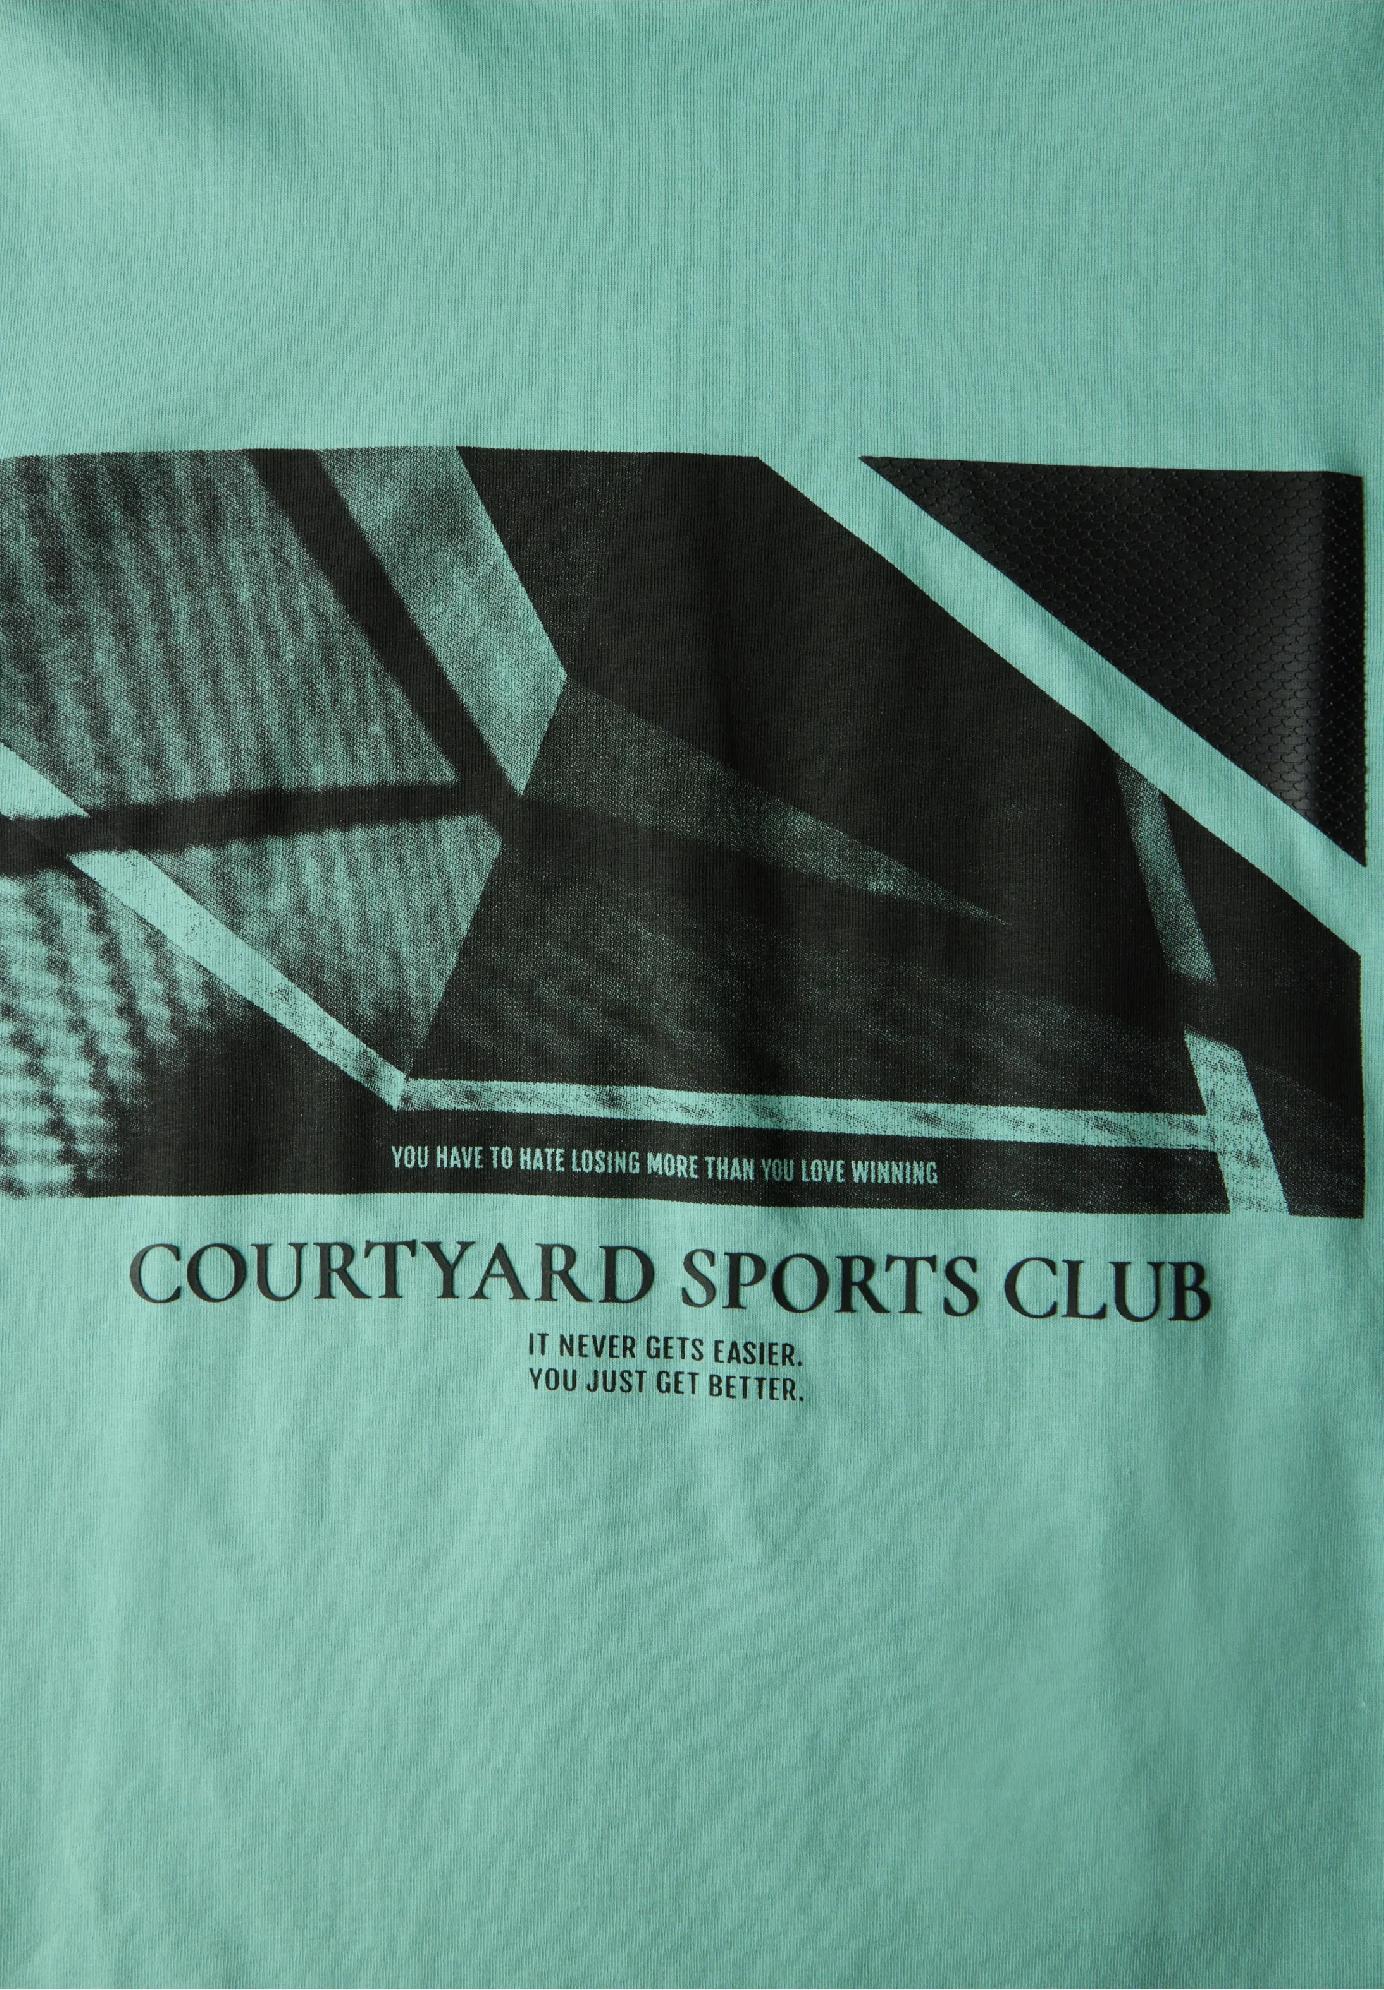 YOU HAVE TO HATE LOSING MORE THAN YOU LOVE WINNING
COURTYARD SPORTS CLUB
IT NEVER GETS EASIER.
YOU JUST GET BETTER.